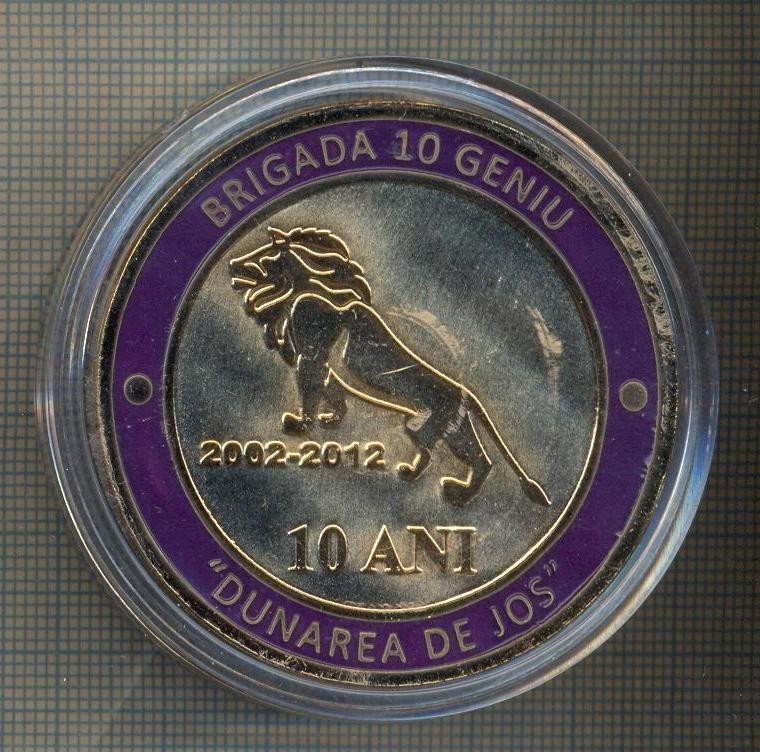 BRIGADA 10 GENIU
2002-2012
10 ANI
"DUNAREA DE JOS"